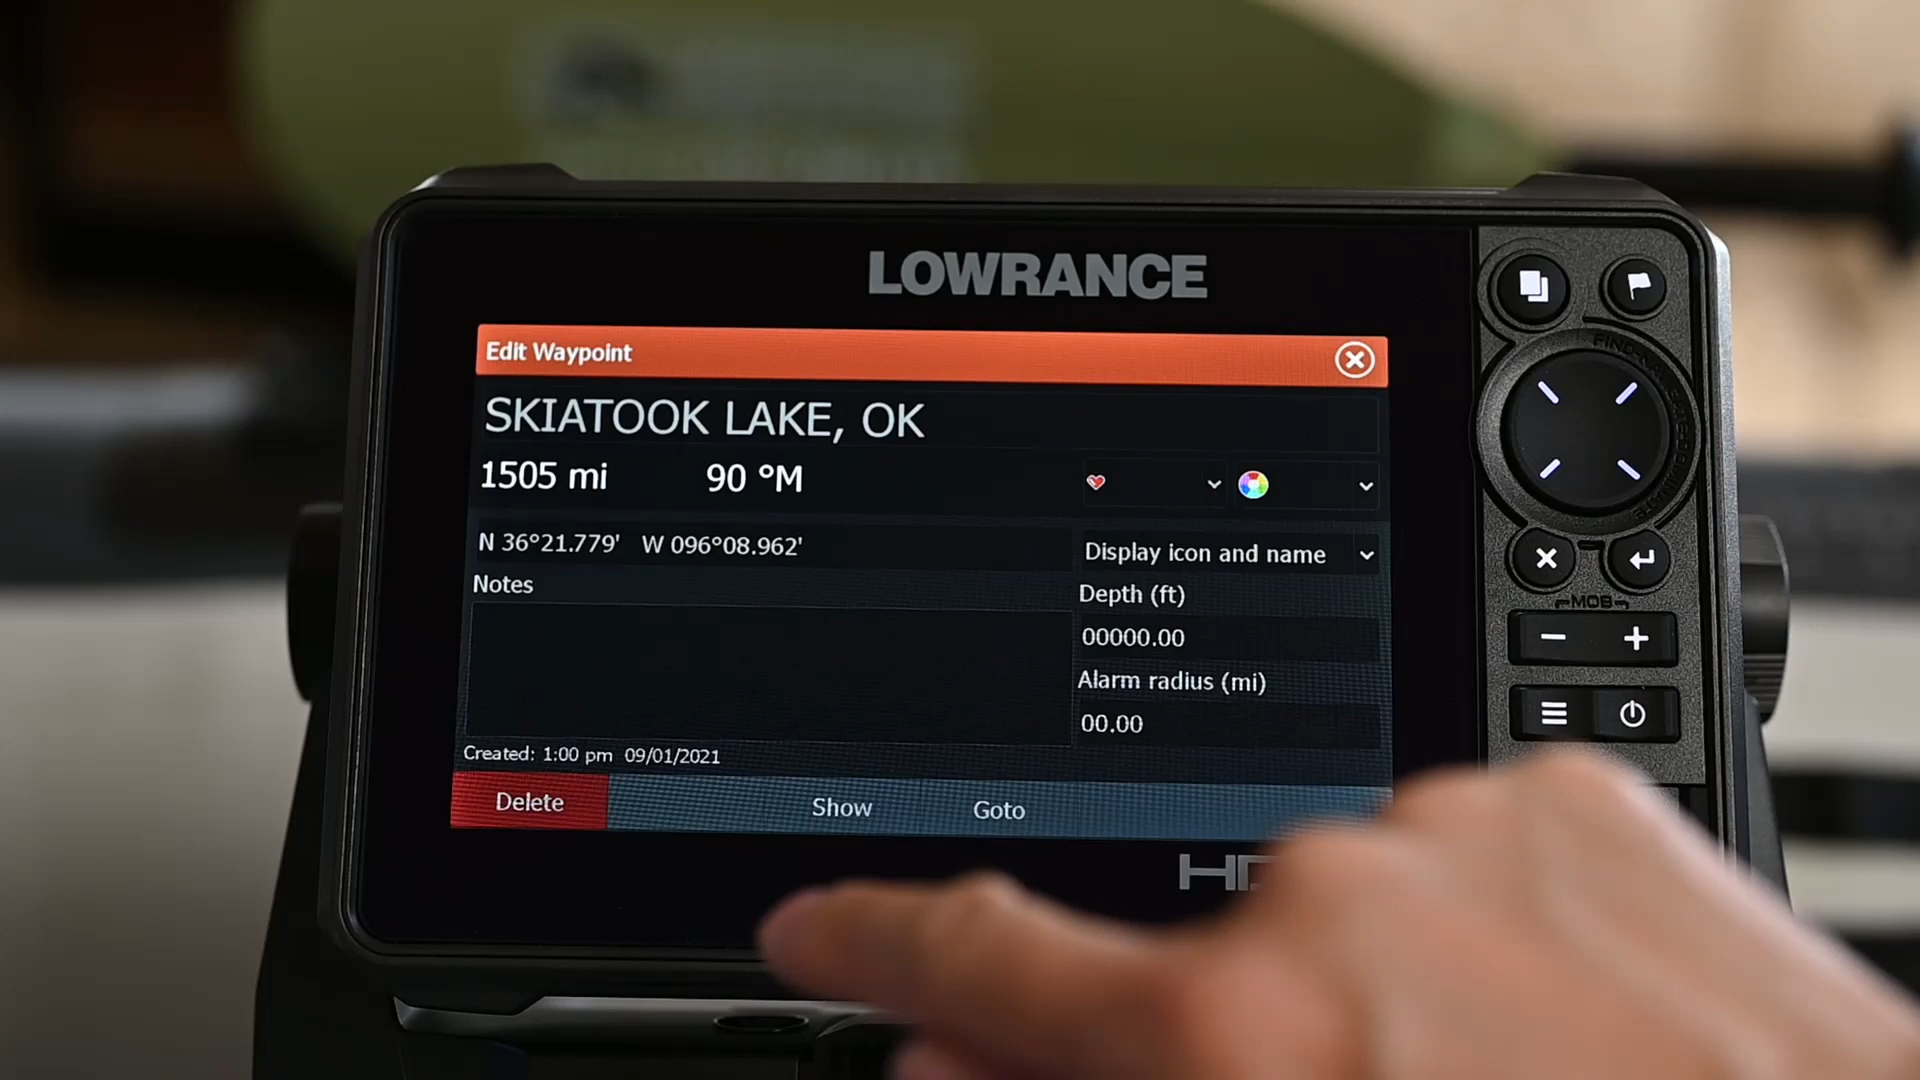 LOWRANCE
Edit Waypoint
SKIATOOK LAKE, OK
1505 mi 90 °M
N 36°21.779' W 096°08.962'
Display icon and name
Notes
Depth (ft)
00000.00
Alarm radius (mi)
00.00
Created: 1:00 pm 09/01/2021
Delete Show Goto
MOB